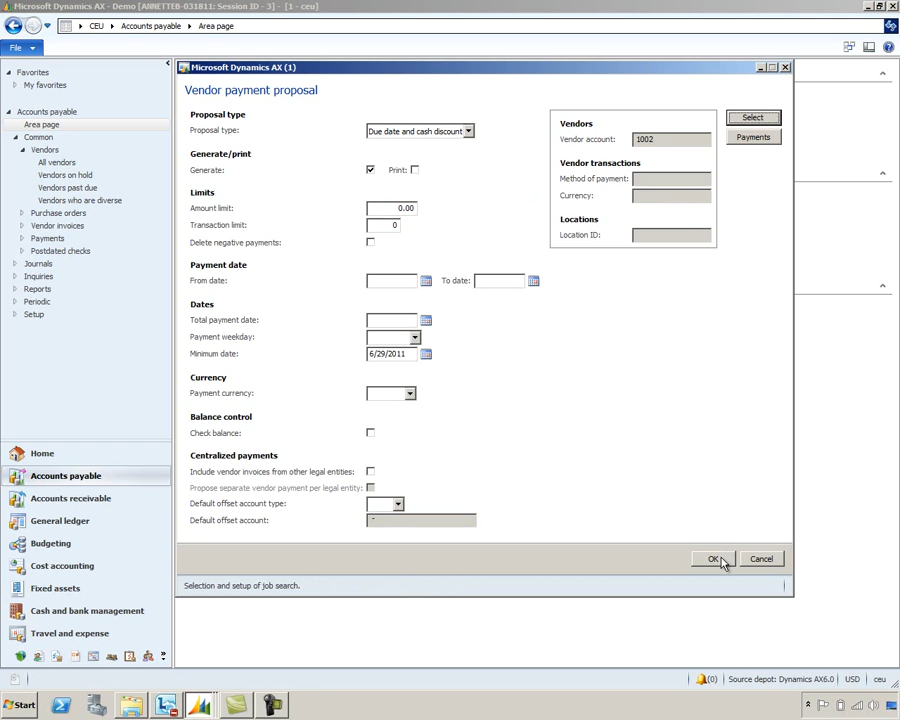 Microsoft Dynamics AX - Demo [ANNETTEB-031811: Session ID - 3] - [1 - ceu]
CEU
Accounts payable
Area page
File
Favorites
My favorites
Accounts payable
Area page
Common
Vendors
All vendors
Vendors on hold
Vendors past due
Vendors who are diverse
Purchase orders
Vendor invoices
Payments
Postdated checks
Journals
Inquiries
Reports
Periodic
Setup
Home
Accounts payable
Accounts receivable
General ledger
Budgeting
Cost accounting
Fixed assets
Cash and bank management
Travel and expense
Microsoft Dynamics AX (1)
Vendor payment proposal
Proposal type
Proposal type: Due date and cash discount
Generate/print
Generate: Print:
Limits
Amount limit: 0.00
Transaction limit: 0
Delete negative payments:
Payment date
From date: To date:
Dates
Total payment date:
Payment weekday:
Minimum date: 6/29/2011
Currency
Payment currency:
Balance control
Check balance:
Centralized payments
Include vendor invoices from other legal entities:
Propose separate vendor payment per legal entity:
Default offset account type:
Default offset account: -
Vendors
Vendor account: 1002
Vendor transactions
Method of payment:
Currency:
Locations
Location ID:
Select
Payments
OK
Cancel
Selection and setup of job search.
(0) Source depot: Dynamics AX6.0 USD ceu
Start